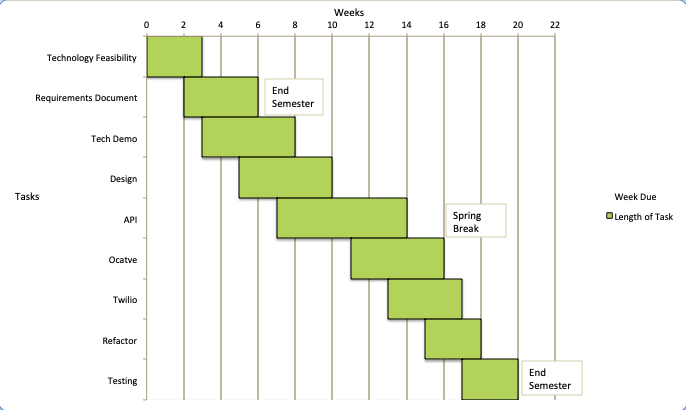 Weeks
0 2 4 6 8 10 12 14 16 18 20 22
Technology Feasibility
Requirements Document
End
Semester
Tech Demo
Design
Tasks
Week Due
API
Spring
Break
Length of Task
Ocatve
Twilio
Refactor
Testing
End
Semester